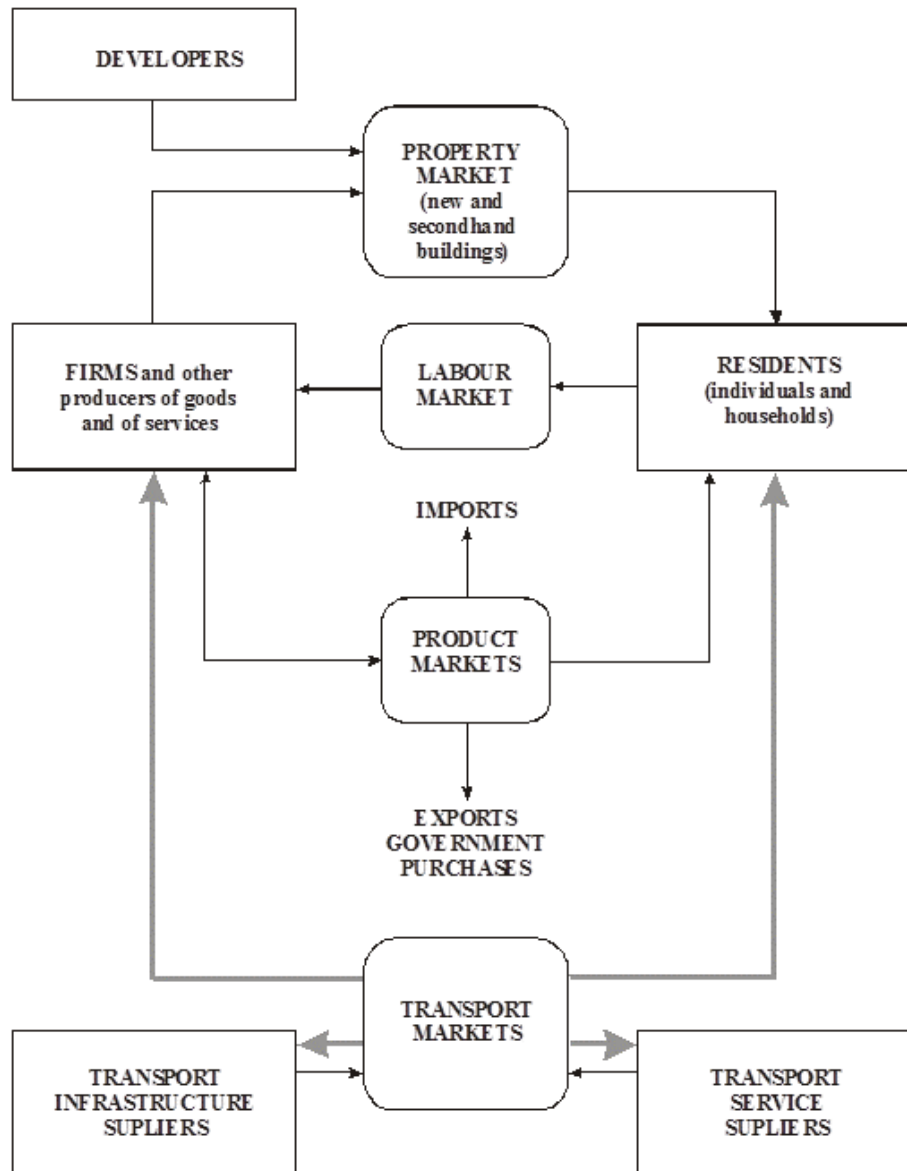 DEVELOPERS
PROPERTY
MARKET
(new and
secondhand
buildings)
FIRMS and other
producers of goods
and of services
LABOUR
MARKET
RESIDENTS
(individuals and
households)
IMPORTS
PRODUCT
MARKETS
EXPORTS
GOVERNMENT
PURCHASES
TRANSPORT
MARKETS
TRANSPORT
INFRASTRUCTURE
SUPLIERS
TRANSPORT
SERVICE
SUPLIERS